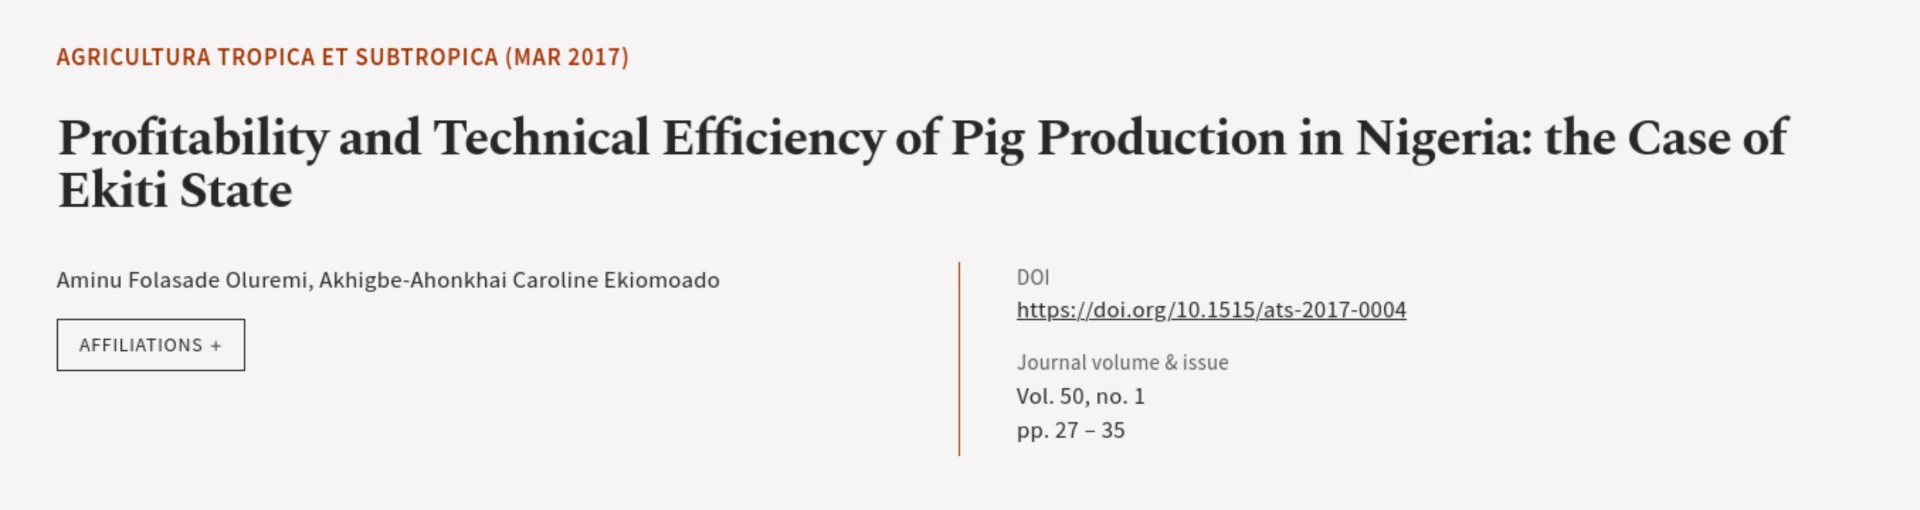 AGRICULTURA TROPICA ET SUBTROPICA (MAR 2017)
Profitability and Technical Efficiency of Pig Production in Nigeria: the Case of
Ekiti State
Aminu Folasade Oluremi, Akhigbe-Ahonkhai Caroline Ekiomoado
AFFILIATIONS +
DOI
https://doi.org/10.1515/ats-2017-0004
Journal volume & issue
Vol. 50, no. 1
pp. 27 – 35